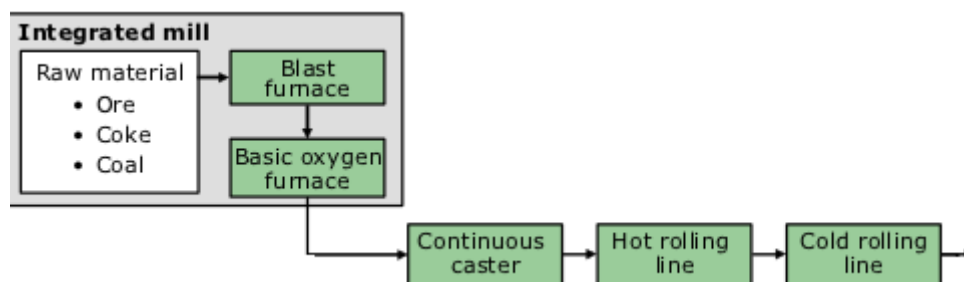 Integrated mill
Raw material
• Ore
• Coke
• Coal
Blast
furnace
Basic oxygen
furnace
Continuous
caster
Hot rolling
line
Cold rolling
line